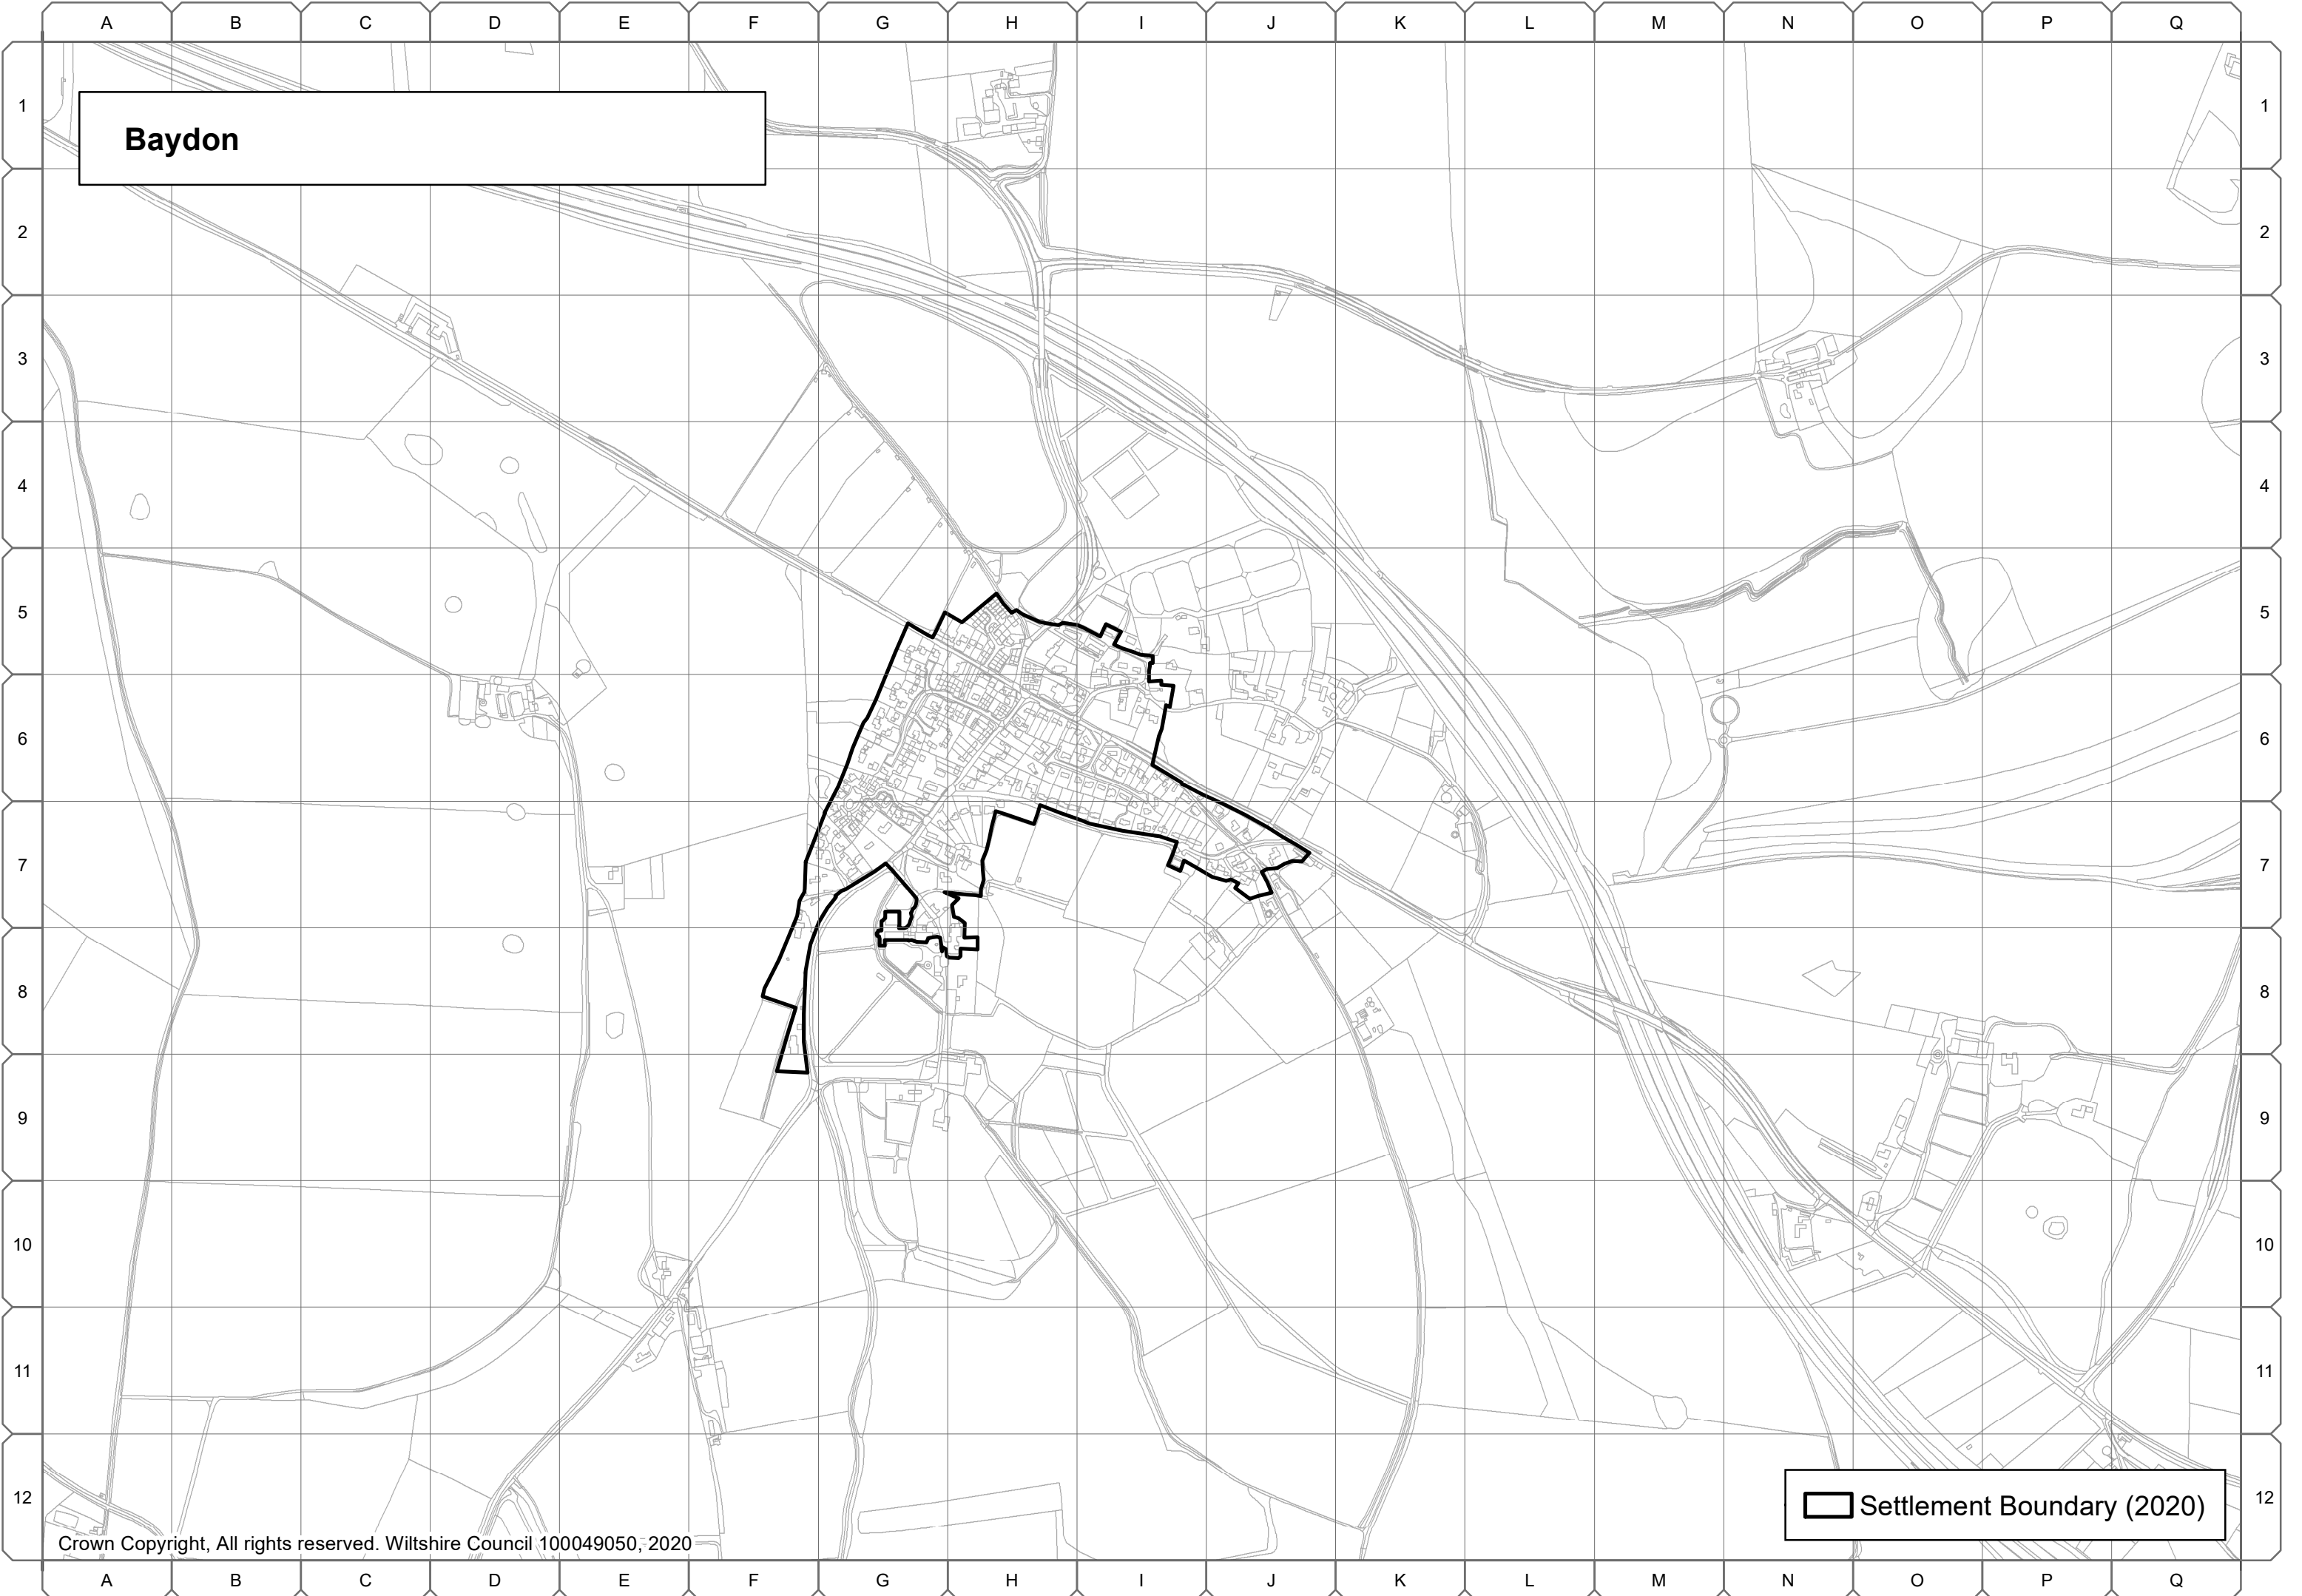 A B C D E F G H I J K L M N O P Q
1 1
Baydon
2 2
3 3
4 4
5 5
6 6
7 7
8 8
9 9
10 10
11 11
12 12
Settlement Boundary (2020)
Crown Copyright, All rights reserved. Wiltshire Council 100049050, 2020
A B C D E F G H I J K L M N O P Q